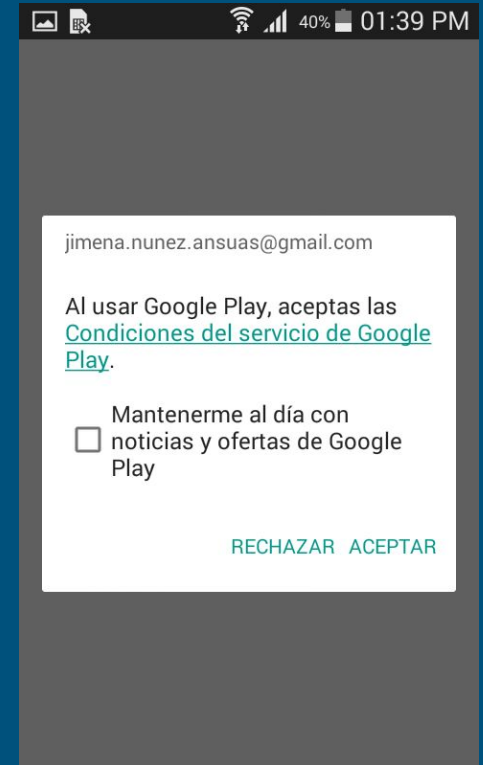 40% 01:39 PM
jimena.nunez.ansuas@gmail.com
Al usar Google Play, aceptas las
Condiciones del servicio de Google
Play.
Mantenerme al día con
noticias y ofertas de Google
Play
RECHAZAR ACEPTAR